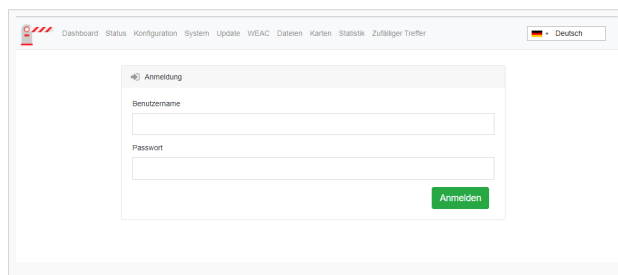 Dashboard Status Konfiguration System Update WEAC Dateien Karten Statistik Zufälliger Treffer Deutsch
Anmeldung
Benutzername
Passwort
Anmelden